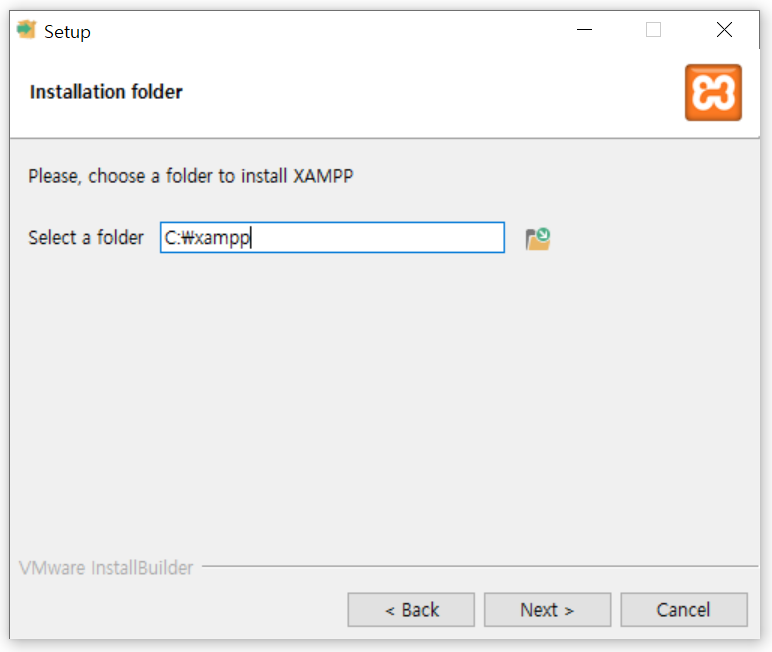 Setup
Installation folder
Please, choose a folder to install XAMPP
Select a folder C:₩xampp
VMware InstallBuilder
< Back Next > Cancel